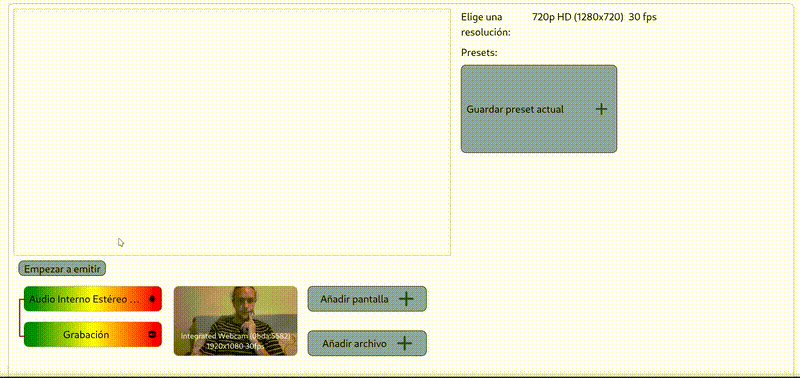 Elige una
resolución:
720p HD (1280x720) 30 fps
Presets:
Guardar preset actual
Empezar a emitir
Audio Interno Estéreo ...
Grabación
Integrated Webcam (0bda:5582)
1920x1080 30fps
Añadir pantalla
Añadir archivo